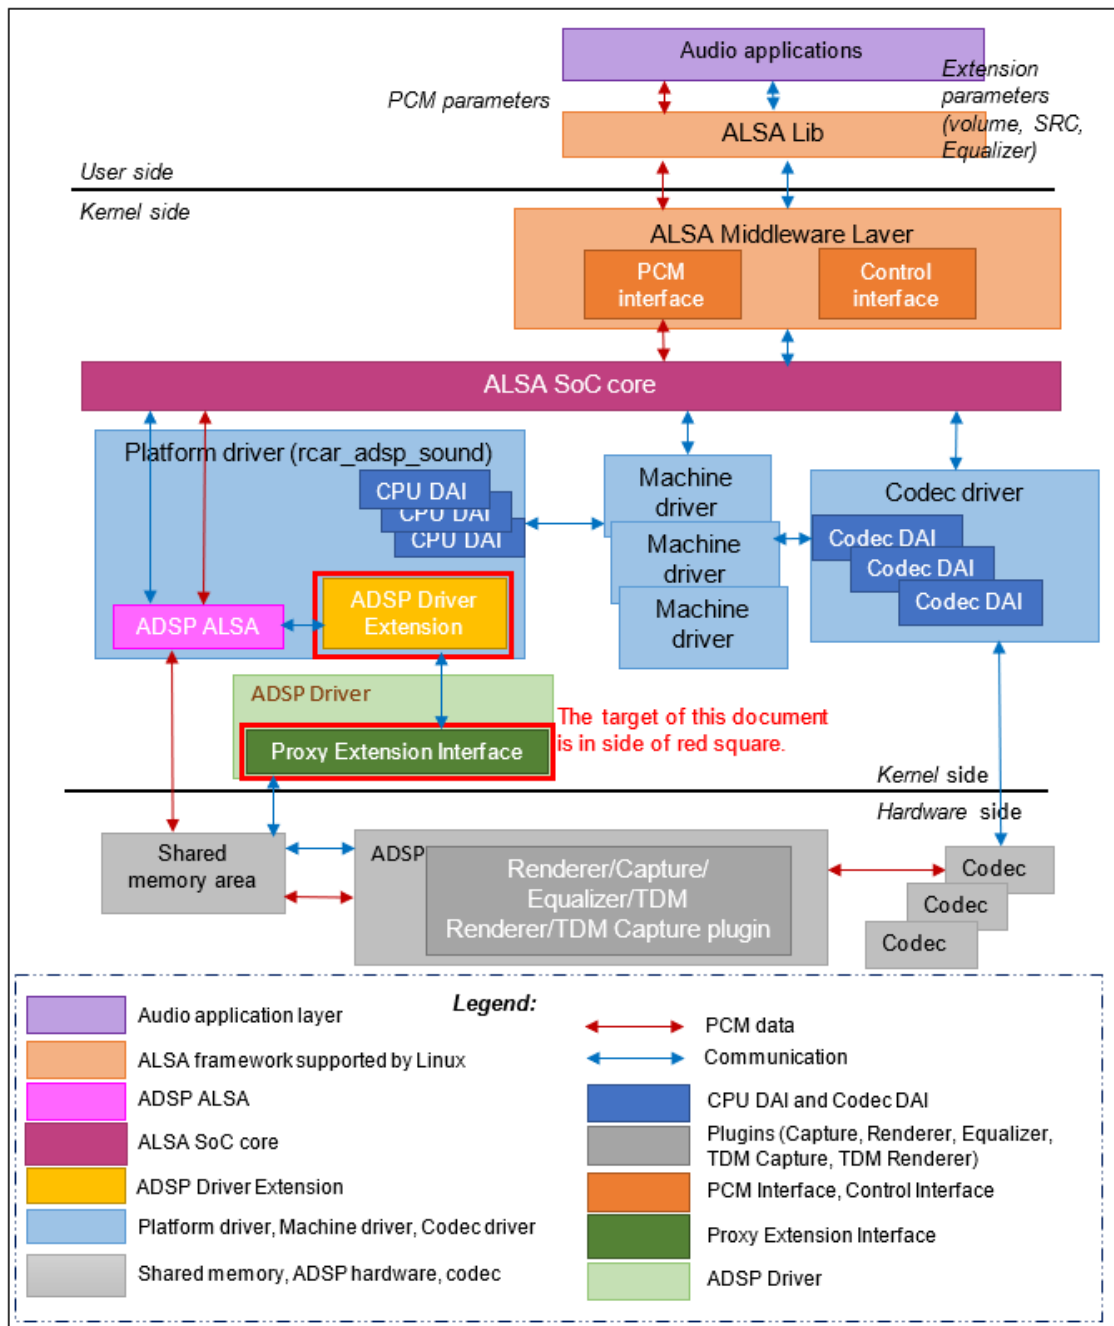 Audio applications
PCM parameters
Extension
parameters
(volume, SRC,
Equalizer)
ALSA Lib
User side
Kernel side
ALSA Middleware Laver
PCM
interface
Control
interface
ALSA SoC core
Platform driver (rcar_adsp_sound)
CPU DAI
CPU DAI
CPU DAI
Machine
driver
Machine
driver
Machine
driver
Codec driver
Codec DAI
Codec DAI
Codec DAI
ADSP ALSA
ADSP Driver
Extension
ADSP Driver
Proxy Extension Interface
The target of this document
is in side of red square.
Kernel side
Hardware side
Shared
memory area
ADSP
Renderer/Capture/
Equalizer/TDM
Renderer/TDM Capture plugin
Codec
Codec
Codec
Legend:
Audio application layer
ALSA framework supported by Linux
ADSP ALSA
ALSA SoC core
ADSP Driver Extension
Platform driver, Machine driver, Codec driver
Shared memory, ADSP hardware, codec
PCM data
Communication
CPU DAI and Codec DAI
Plugins (Capture, Renderer, Equalizer,
TDM Capture, TDM Renderer)
PCM Interface, Control Interface
Proxy Extension Interface
ADSP Driver